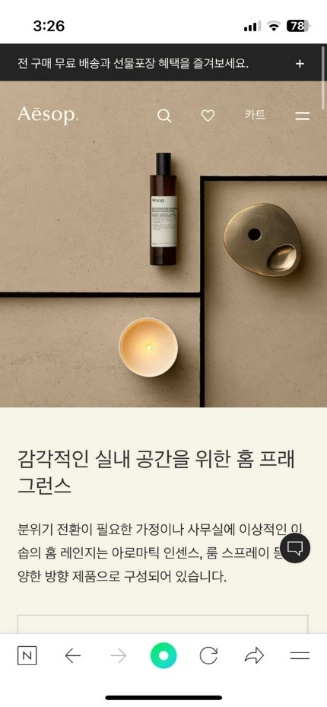 3:26
78
전 구매 무료 배송과 선물포장 혜택을 즐겨보세요. +
Aēsop. 카트
Aēsop.
감각적인 실내 공간을 위한 홈 프래
그런스
분위기 전환이 필요한 가정이나 사무실에 이상적인 이
솝의 홈 레인지는 아로마틱 인센스, 룸 스프레이 등
양한 방향 제품으로 구성되어 있습니다.
N